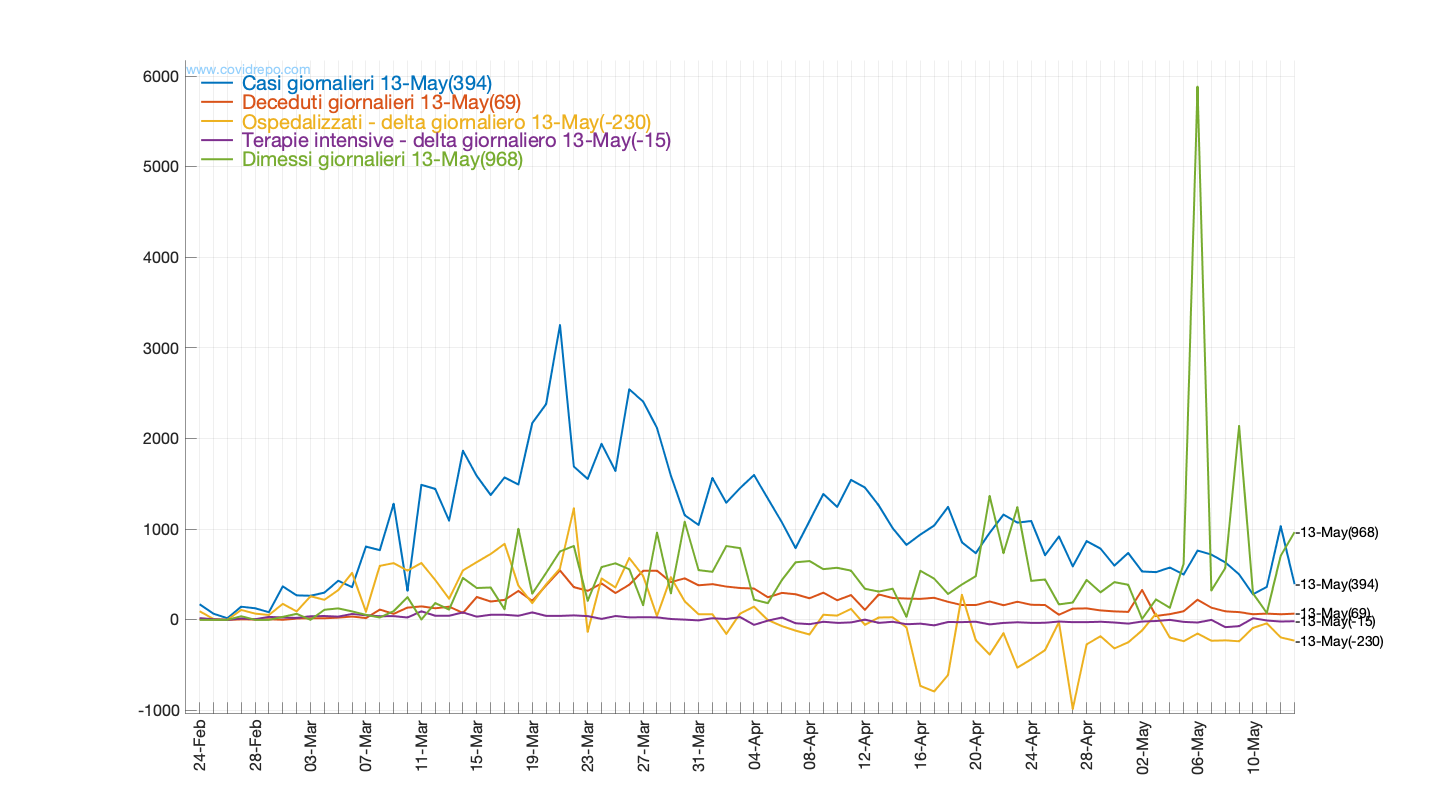 www.covidrepo.com
Casi giornalieri 13-May(394)
Deceduti giornalieri 13-May(69)
Ospedalizzati - delta giornaliero 13-May(-230)
Terapie intensive - delta giornaliero 13-May(-15)
Dimessi giornalieri 13-May(968)
6000
5000
4000
3000
2000
1000
0
-1000
-13-May(968)
-13-May(394)
-13-May(69)
-13-May(-15)
-13-May(-230)
24-Feb
28-Feb
03-Mar
07-Mar
11-Mar
15-Mar
19-Mar
23-Mar
27-Mar
31-Mar
04-Apr
08-Apr
12-Apr
16-Apr
20-Apr
24-Apr
28-Apr
02-May
06-May
10-May